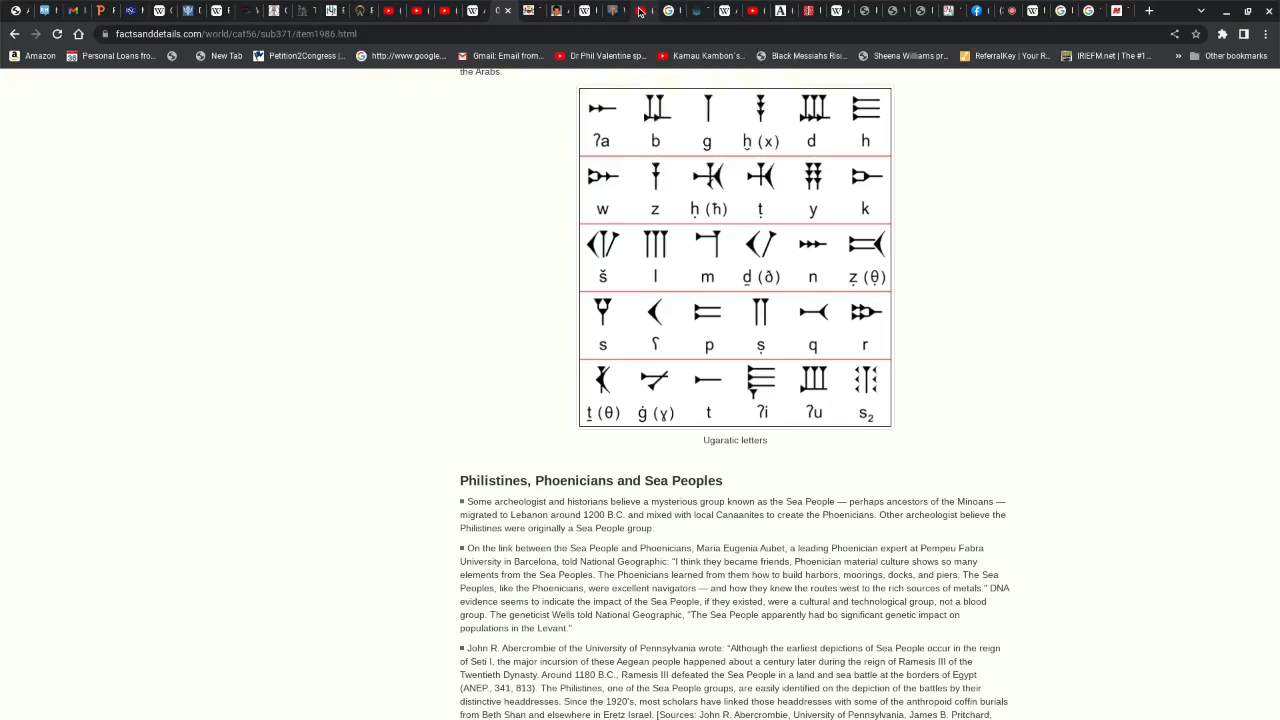 factsanddetails.com/world/cat56/sub371/item1986.html
Amazon
Personal Loans fro...
New Tab
Petition2Congress |...
http://www.google....
Gmail: Email from...
Dr Phil Valentine sp...
Kamau Kambon`s...
Black Messiahs Risi...
Sheena Williams pr...
ReferralKey | Your R...
IRIEFM.net | The #1...
»
Other bookmarks
the Arabs.
ʔa b g ḫ (x) d h
w z ḥ (ħ) ṭ y k
š l m ḏ (ð) n ẓ (θ̣)
s ʕ p ṣ q r
ṯ (θ) ġ (ɣ) t ʔi ʔu s₂
Ugaratic letters
Philistines, Phoenicians and Sea Peoples
Some archeologist and historians believe a mysterious group known as the Sea People — perhaps ancestors of the Minoans —
migrated to Lebanon around 1200 B.C. and mixed with local Canaanites to create the Phoenicians. Other archeologist believe the
Philistines were originally a Sea People group.
On the link between the Sea People and Phoenicians, Maria Eugenia Aubet, a leading Phoenician expert at Pempeu Fabra
University in Barcelona, told National Geographic: “I think they became friends, Phoenician material culture shows so many
elements from the Sea Peoples. The Phoenicians learned from them how to build harbors, moorings, docks, and piers. The Sea
Peoples, like the Phoenicians, were excellent navigators — and how they knew the routes west to the rich sources of metals.” DNA
evidence seems to indicate the impact of the Sea People, if they existed, were a cultural and technological group, not a blood
group. The geneticist Wells told National Geographic, “The Sea People apparently had bo significant genetic impact on
populations in the Levant.”
John R. Abercrombie of the University of Pennsylvania wrote: “Although the earliest depictions of Sea People occur in the reign
of Seti I, the major incursion of these Aegean people happened about a century later during the reign of Ramesis III of the
Twentieth Dynasty. Around 1180 B.C., Ramesis III defeated the Sea People in a land and sea battle at the borders of Egypt
(ANEP., 341, 813). The Philistines, one of the Sea People groups, are easily identified on the depiction of the battles by their
distinctive headdresses. Since the 1920's, most scholars have linked those headdresses with some of the anthropoid coffin burials
from Beth Shan and elsewhere in Eretz Israel. [Sources: John R. Abercrombie, University of Pennsylvania, James B. Pritchard,